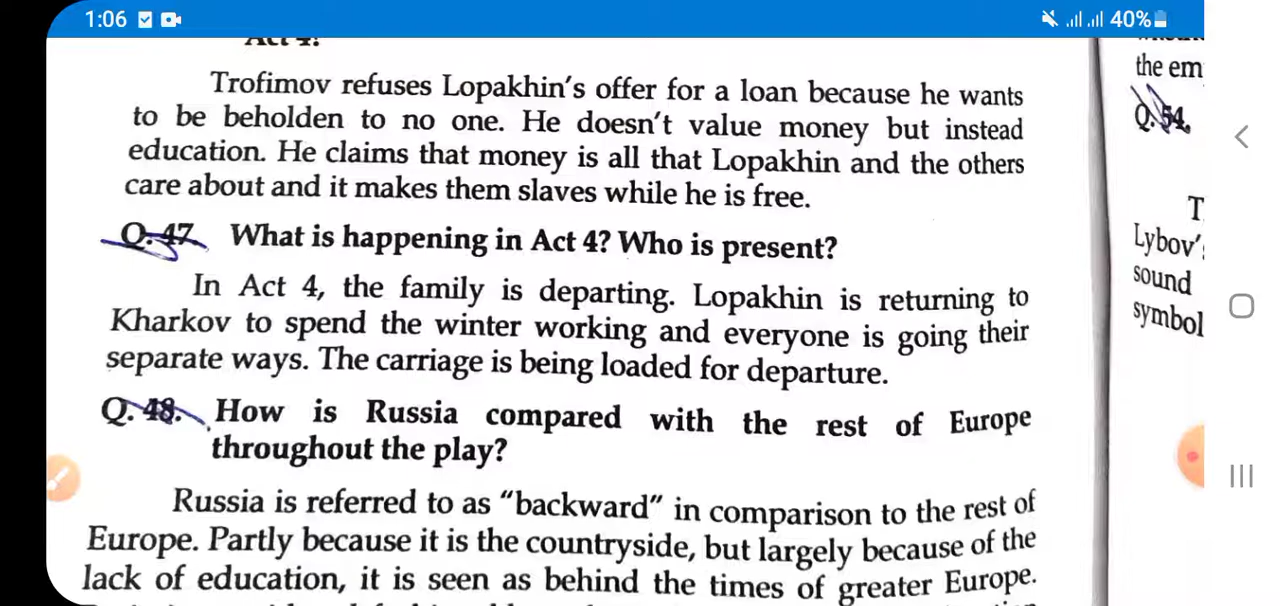 1:06
40%
Act 4?
Trofimov refuses Lopakhin's offer for a loan because he wants
to be beholden to no one. He doesn't value money but instead
education. He claims that money is all that Lopakhin and the others
care about and it makes them slaves while he is free.
Q. 47. What is happening in Act 4? Who is present?
In Act 4, the family is departing. Lopakhin is returning to
Kharkov to spend the winter working and everyone is going their
separate ways. The carriage is being loaded for departure.
Q. 48. How is Russia compared with the rest of Europe
throughout the play?
Russia is referred to as “backward” in comparison to the rest of
Europe. Partly because it is the countryside, but largely because of the
lack of education, it is seen as behind the times of greater Europe.
the em
Q. 54.
T
Lybov's
sound
symbol